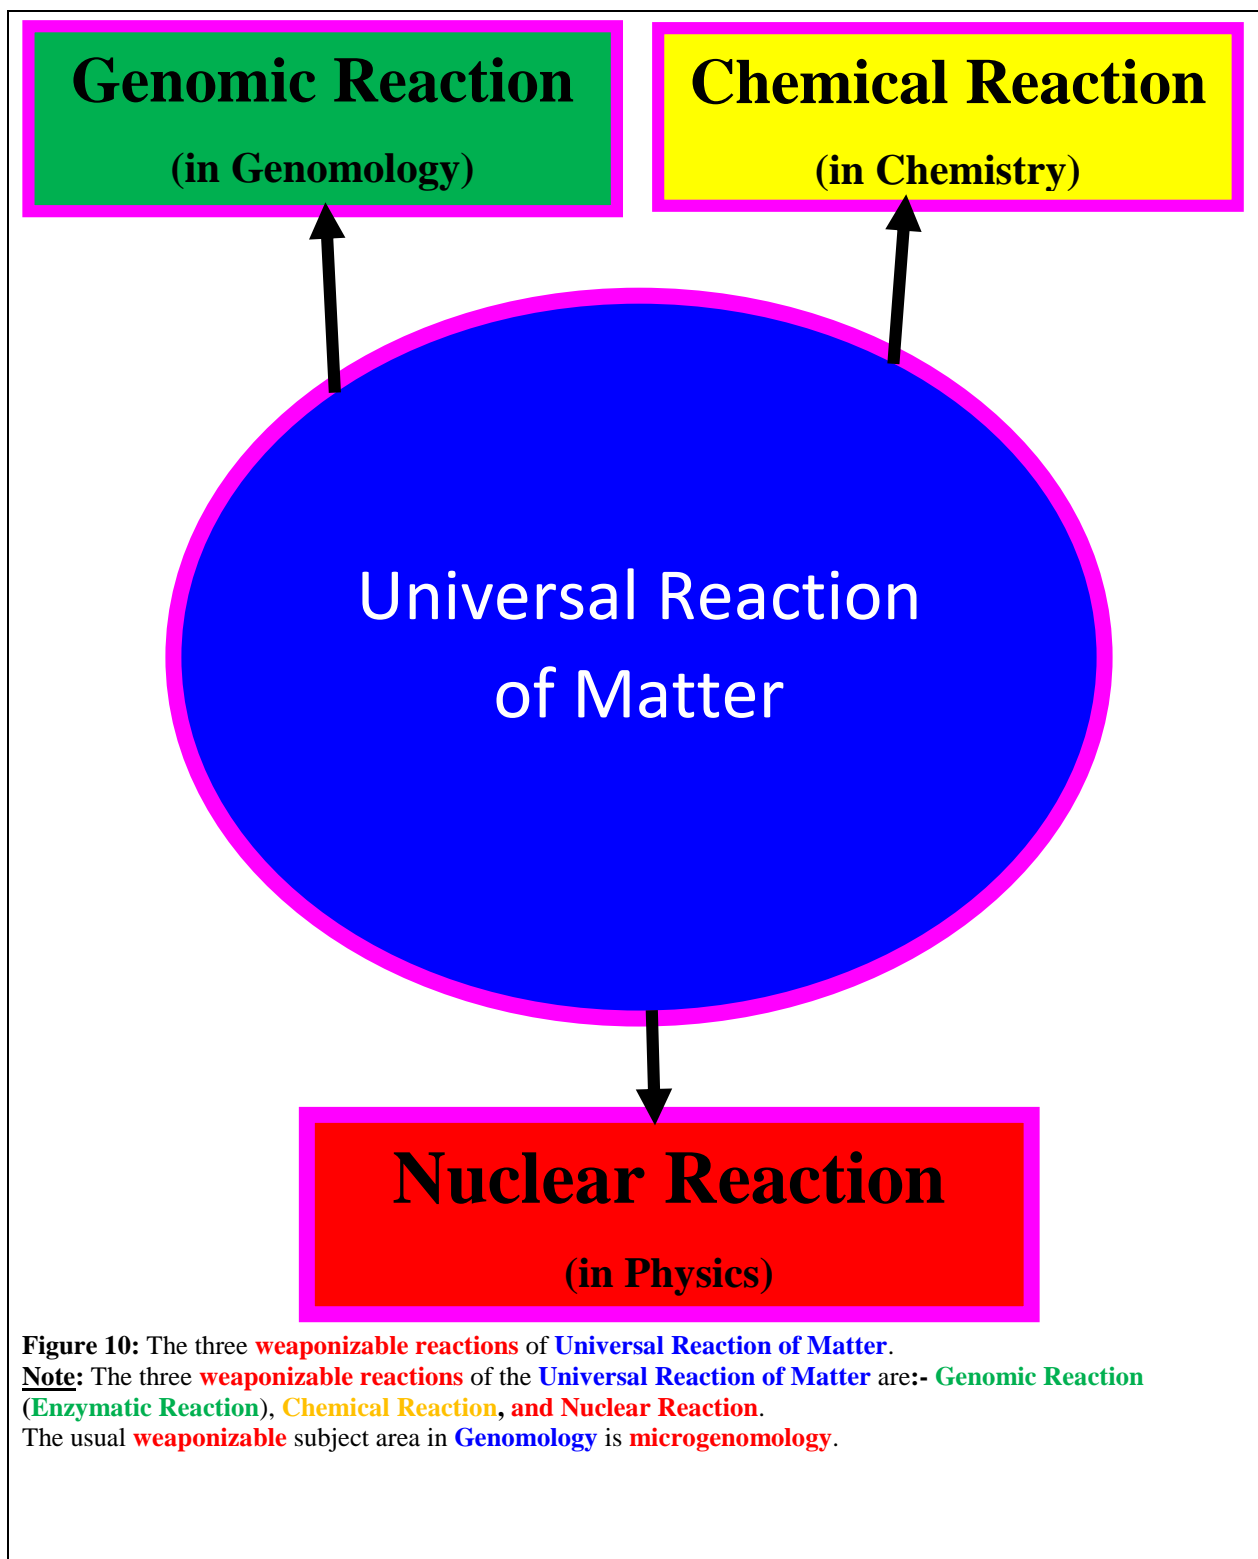 Genomic Reaction
(in Genomology)
Chemical Reaction
(in Chemistry)
Universal Reaction
of Matter
Nuclear Reaction
(in Physics)
Figure 10: The three weaponizable reactions of Universal Reaction of Matter.
Note: The three weaponizable reactions of the Universal Reaction of Matter are:- Genomic Reaction
(Enzymatic Reaction), Chemical Reaction, and Nuclear Reaction.
The usual weaponizable subject area in Genomology is microgenomology.